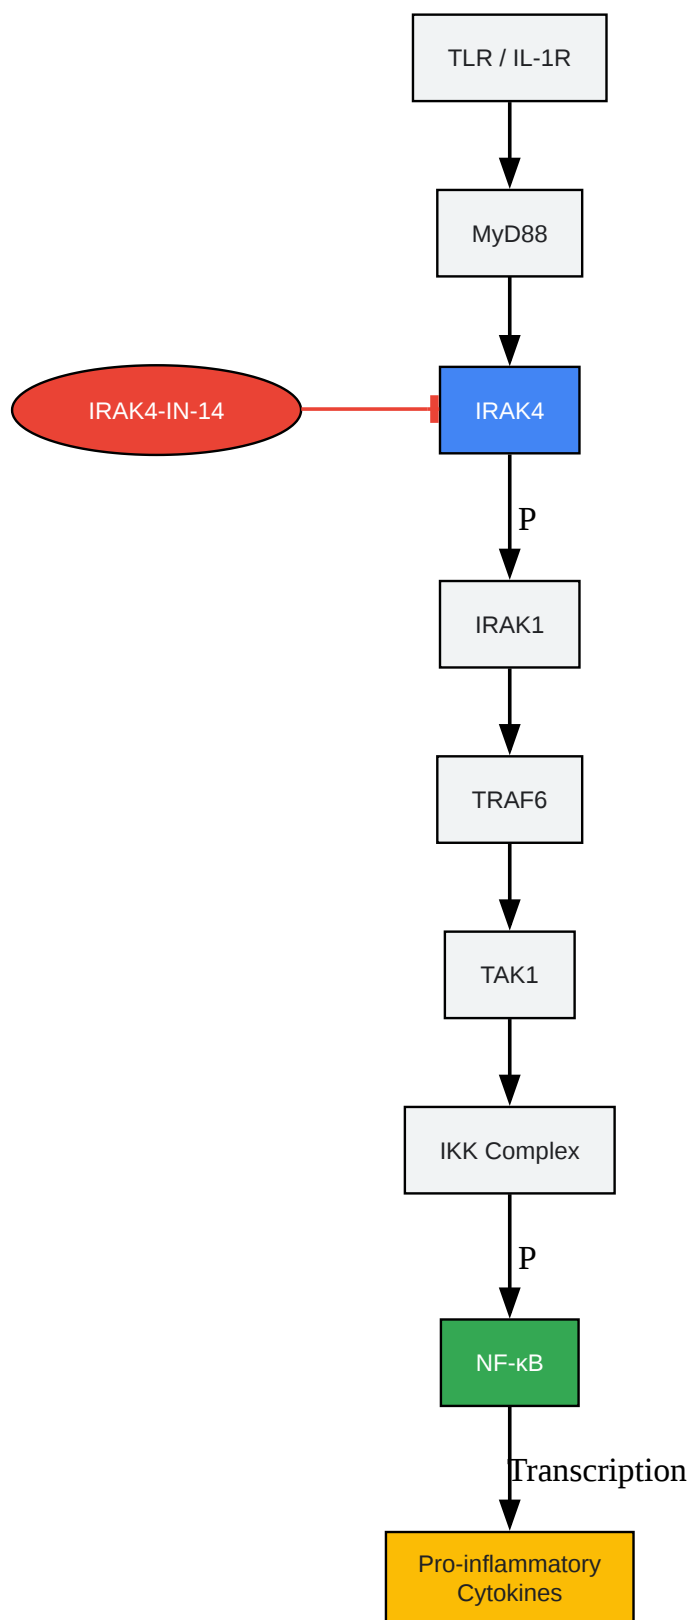 TLR / IL-1R
MyD88
IRAK4-IN-14
IRAK4
P
IRAK1
TRAF6
TAK1
IKK Complex
P
NF-κB
Transcription
Pro-inflammatory
Cytokines